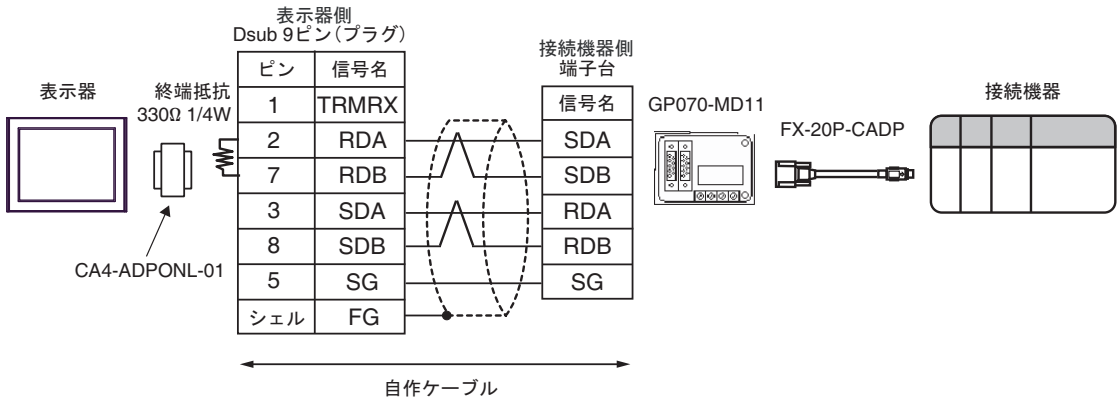 表示器側
Dsub 9ピン(プラグ)
接続機器側
端子台
表示器
終端抵抗
330Ω 1/4W
ピン 信号名
1 TRMRX
2 RDA
7 RDB
3 SDA
8 SDB
5 SG
シェル FG
信号名
SDA
SDB
RDA
RDB
SG
GP070-MD11
FX-20P-CADP
接続機器
CA4-ADPONL-01
自作ケーブル